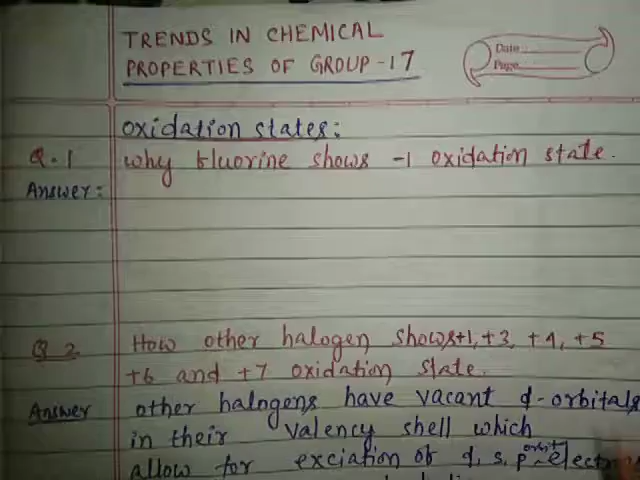 TRENDS IN CHEMICAL
PROPERTIES OF GROUP-17
Date
Page
oxidation states:
Q.1 why fluorine shows -1 oxidation state.
Answer:
Q 2 How other halogen shows +1, +3, +4, +5
+6 and +7 oxidation state.
Answer other halogens have vacant d-orbitals
in their valency shell which
allow for exciation of d, s, p orbit electrons